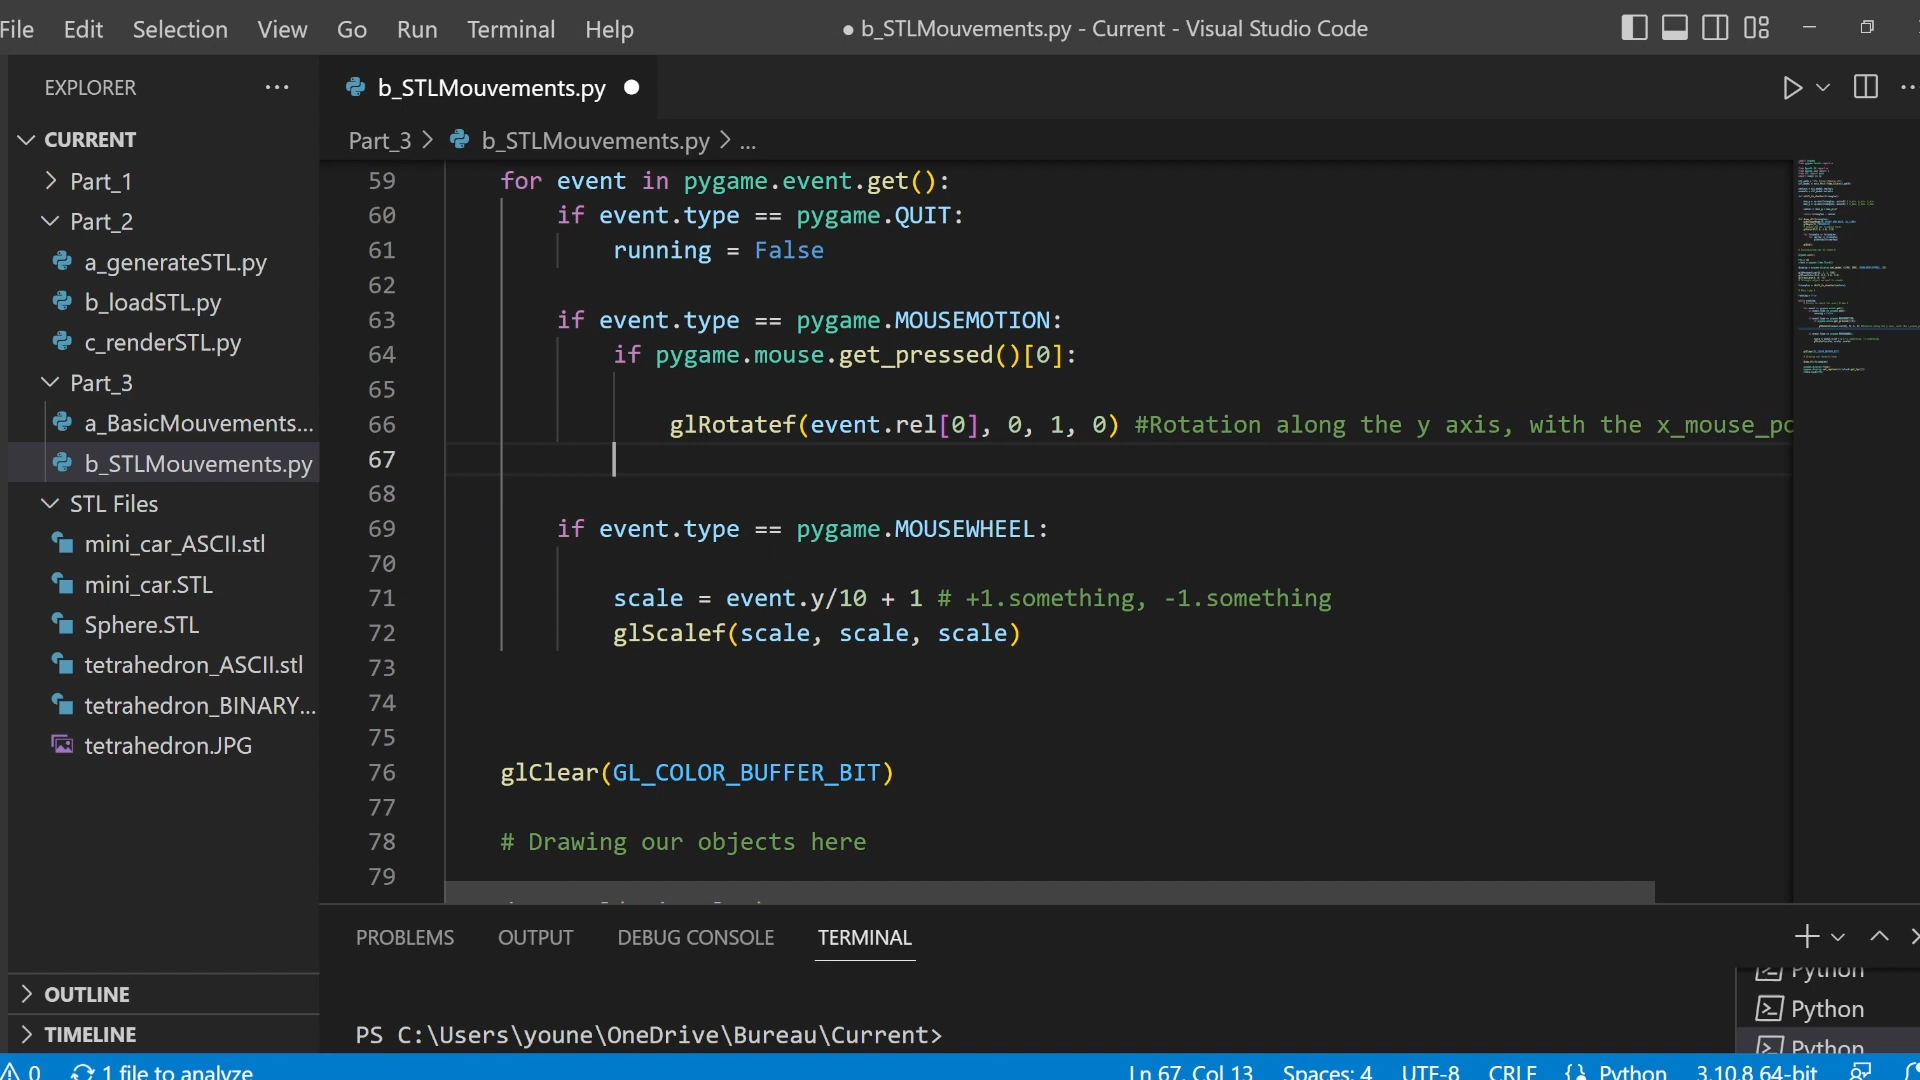 File Edit Selection View Go Run Terminal Help
● b_STLMouvements.py - Current - Visual Studio Code
EXPLORER
b_STLMouvements.py
CURRENT
Part_3 > b_STLMouvements.py > ...
Part_1
Part_2
a_generateSTL.py
b_loadSTL.py
c_renderSTL.py
Part_3
a_BasicMouvements...
b_STLMouvements.py
STL Files
mini_car_ASCII.stl
mini_car.STL
Sphere.STL
tetrahedron_ASCII.stl
tetrahedron_BINARY...
tetrahedron.JPG
OUTLINE
TIMELINE
59 for event in pygame.event.get():
60 if event.type == pygame.QUIT:
61 running = False
62
63 if event.type == pygame.MOUSEMOTION:
64 if pygame.mouse.get_pressed()[0]:
65
66 glRotatef(event.rel[0], 0, 1, 0) #Rotation along the y axis, with the x_mouse_po
67
68
69 if event.type == pygame.MOUSEWHEEL:
70
71 scale = event.y/10 + 1 # +1.something, -1.something
72 glScalef(scale, scale, scale)
73
74
75
76 glClear(GL_COLOR_BUFFER_BIT)
77
78 # Drawing our objects here
79
PROBLEMS OUTPUT DEBUG CONSOLE TERMINAL
PS C:\Users\youne\OneDrive\Bureau\Current>
Python
Python
Python
0 1 file to analyze Ln 67, Col 13 Spaces: 4 UTF-8 CRLF Python 3.10.8 64-bit